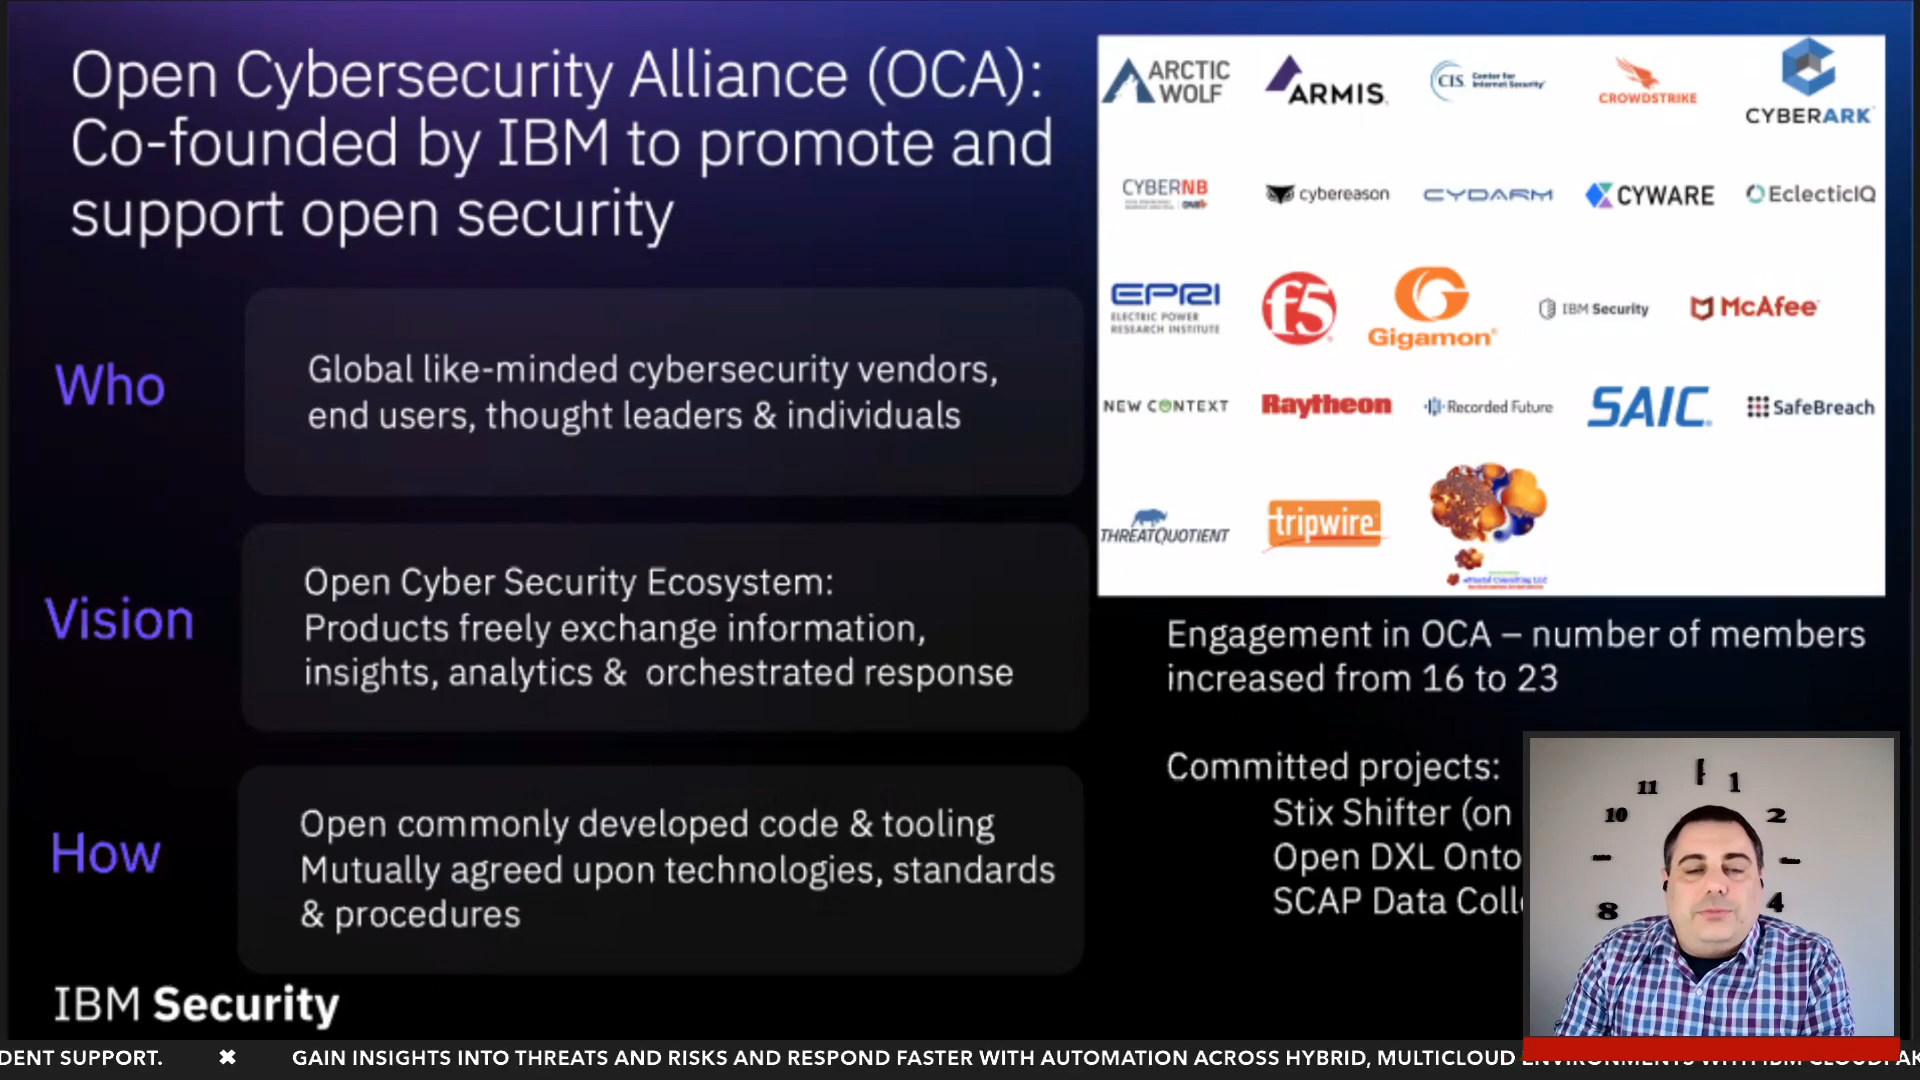 Open Cybersecurity Alliance (OCA):
Co-founded by IBM to promote and
support open security
Who
Global like-minded cybersecurity vendors,
end users, thought leaders & individuals
Vision
Open Cyber Security Ecosystem:
Products freely exchange information,
insights, analytics & orchestrated response
How
Open commonly developed code & tooling
Mutually agreed upon technologies, standards
& procedures
IBM Security
ARCTIC WOLF
ARMIS
CIS. Center for Internet Security
CROWDSTRIKE
CYBERARK
CYBERNB
cybereason
CYDARM
CYWARE
EclecticIQ
EPRI
ELECTRIC POWER
RESEARCH INSTITUTE
f5
Gigamon
IBM Security
McAfee
NEW CONTEXT
Raytheon
Recorded Future
SAIC
SafeBreach
THREATQUOTIENT
tripwire
Engagement in OCA – number of members
increased from 16 to 23
Committed projects:
Stix Shifter (on
Open DXL Onto
SCAP Data Coll
11
1
10
2
8
4
DENT SUPPORT. ✖ GAIN INSIGHTS INTO THREATS AND RISKS AND RESPOND FASTER WITH AUTOMATION ACROSS HYBRID, MULTICLOUD